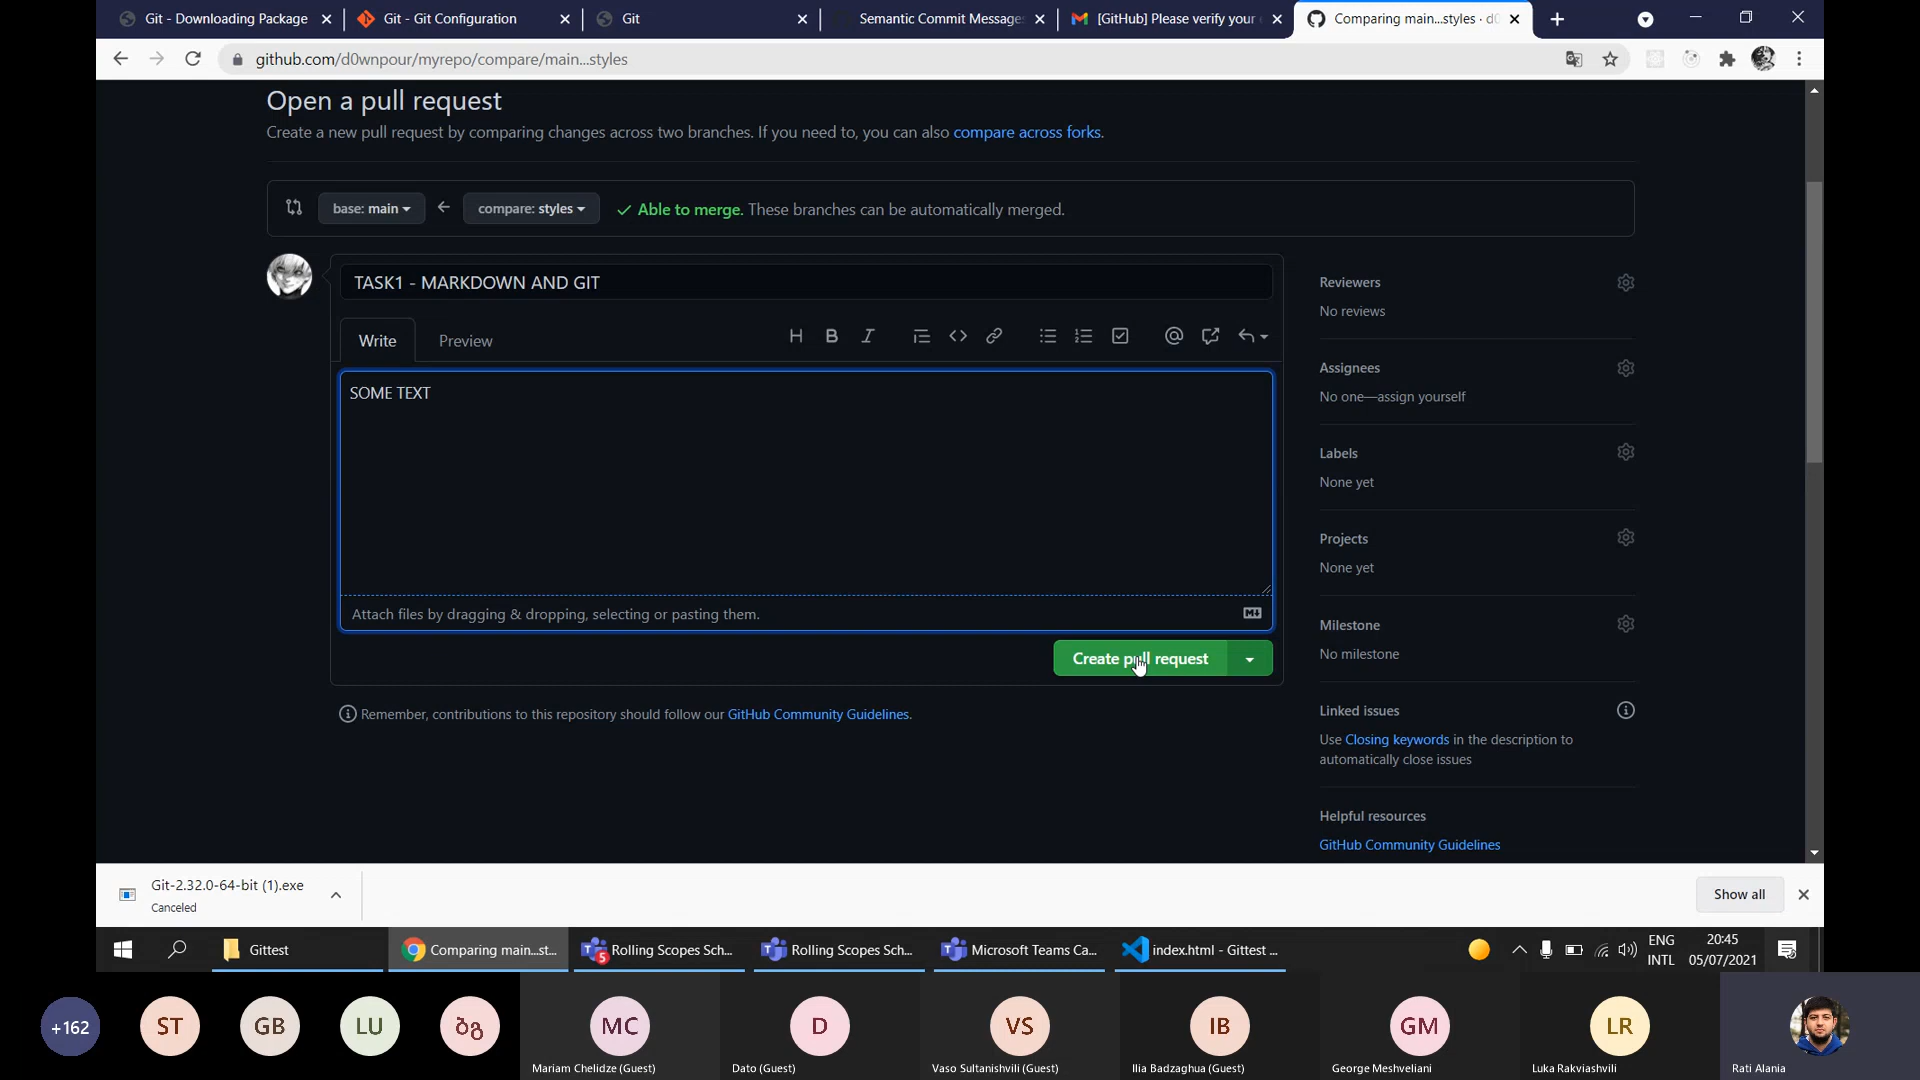 Git - Downloading Package
Git - Git Configuration
Git
Semantic Commit Message
[GitHub] Please verify your
Comparing main...styles · d0
github.com/d0wnpour/myrepo/compare/main...styles
Open a pull request
Create a new pull request by comparing changes across two branches. If you need to, you can also compare across forks.
base: main
compare: styles
Able to merge. These branches can be automatically merged.
TASK1 - MARKDOWN AND GIT
Write
Preview
SOME TEXT
Attach files by dragging & dropping, selecting or pasting them.
Create pull request
Remember, contributions to this repository should follow our GitHub Community Guidelines.
Reviewers
No reviews
Assignees
No one—assign yourself
Labels
None yet
Projects
None yet
Milestone
No milestone
Linked issues
Use Closing keywords in the description to
automatically close issues
Helpful resources
GitHub Community Guidelines
Git-2.32.0-64-bit (1).exe
Canceled
Show all
Gittest
Comparing main...st...
5
Rolling Scopes Sch...
Rolling Scopes Sch...
Microsoft Teams Ca...
index.html - Gittest ...
ENG
INTL
20:45
05/07/2021
+162
ST
GB
LU
ბგ
MC
Mariam Chelidze (Guest)
D
Dato (Guest)
VS
Vaso Sultanishvili (Guest)
IB
Ilia Badzaghua (Guest)
GM
George Meshveliani
LR
Luka Rakviashvili
Rati Alania